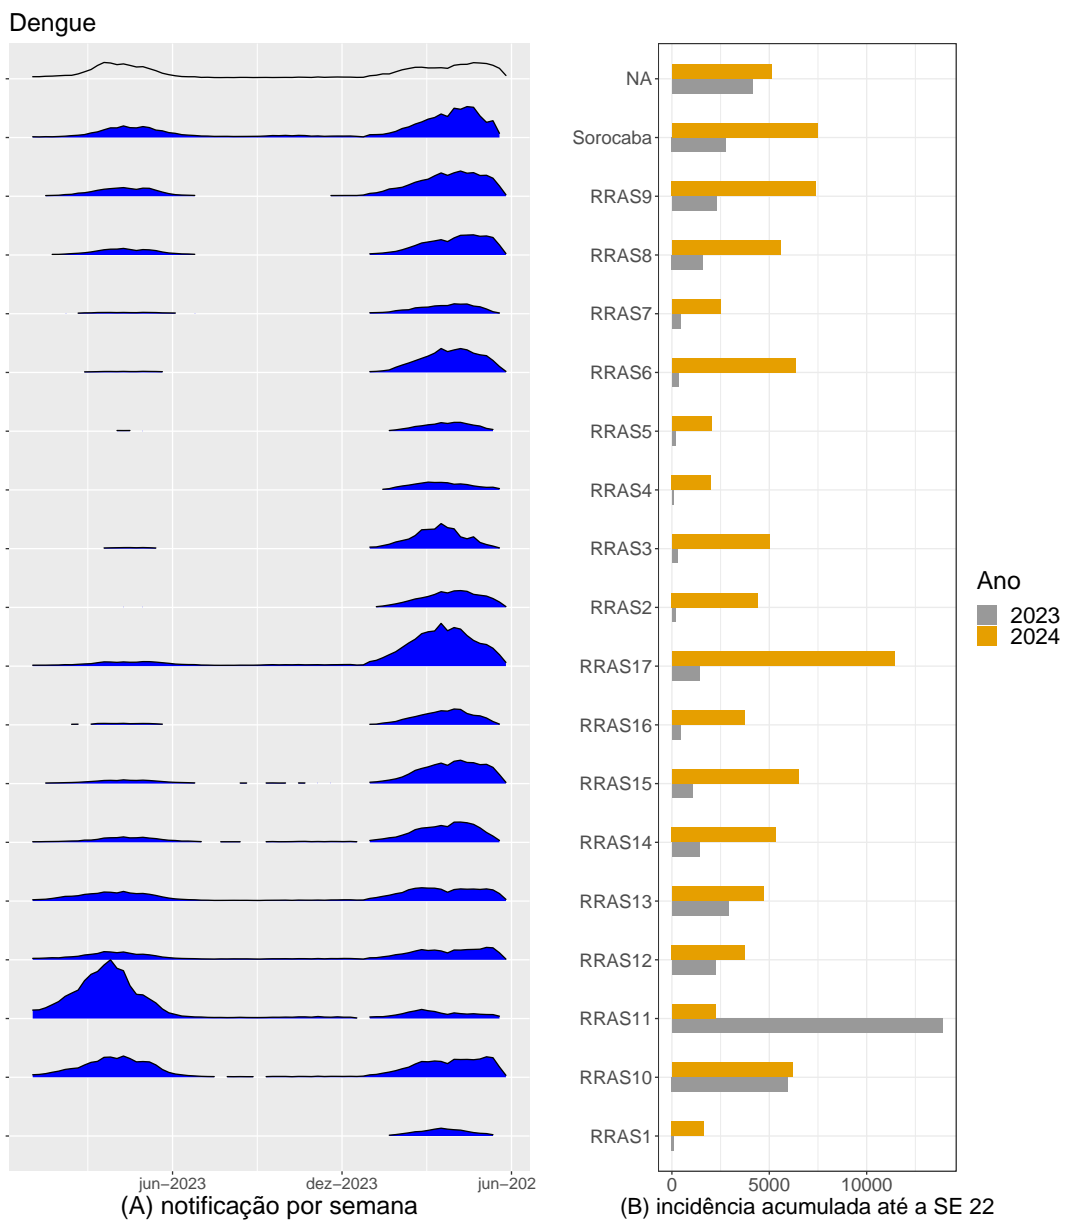 Dengue
NA
Sorocaba
RRAS9
RRAS8
RRAS7
RRAS6
RRAS5
RRAS4
RRAS3
RRAS2
RRAS17
RRAS16
RRAS15
RRAS14
RRAS13
RRAS12
RRAS11
RRAS10
RRAS1
Ano
2023
2024
jun−2023 dez−2023 jun−202
(A) notificação por semana
0 5000 10000
(B) incidência acumulada até a SE 22